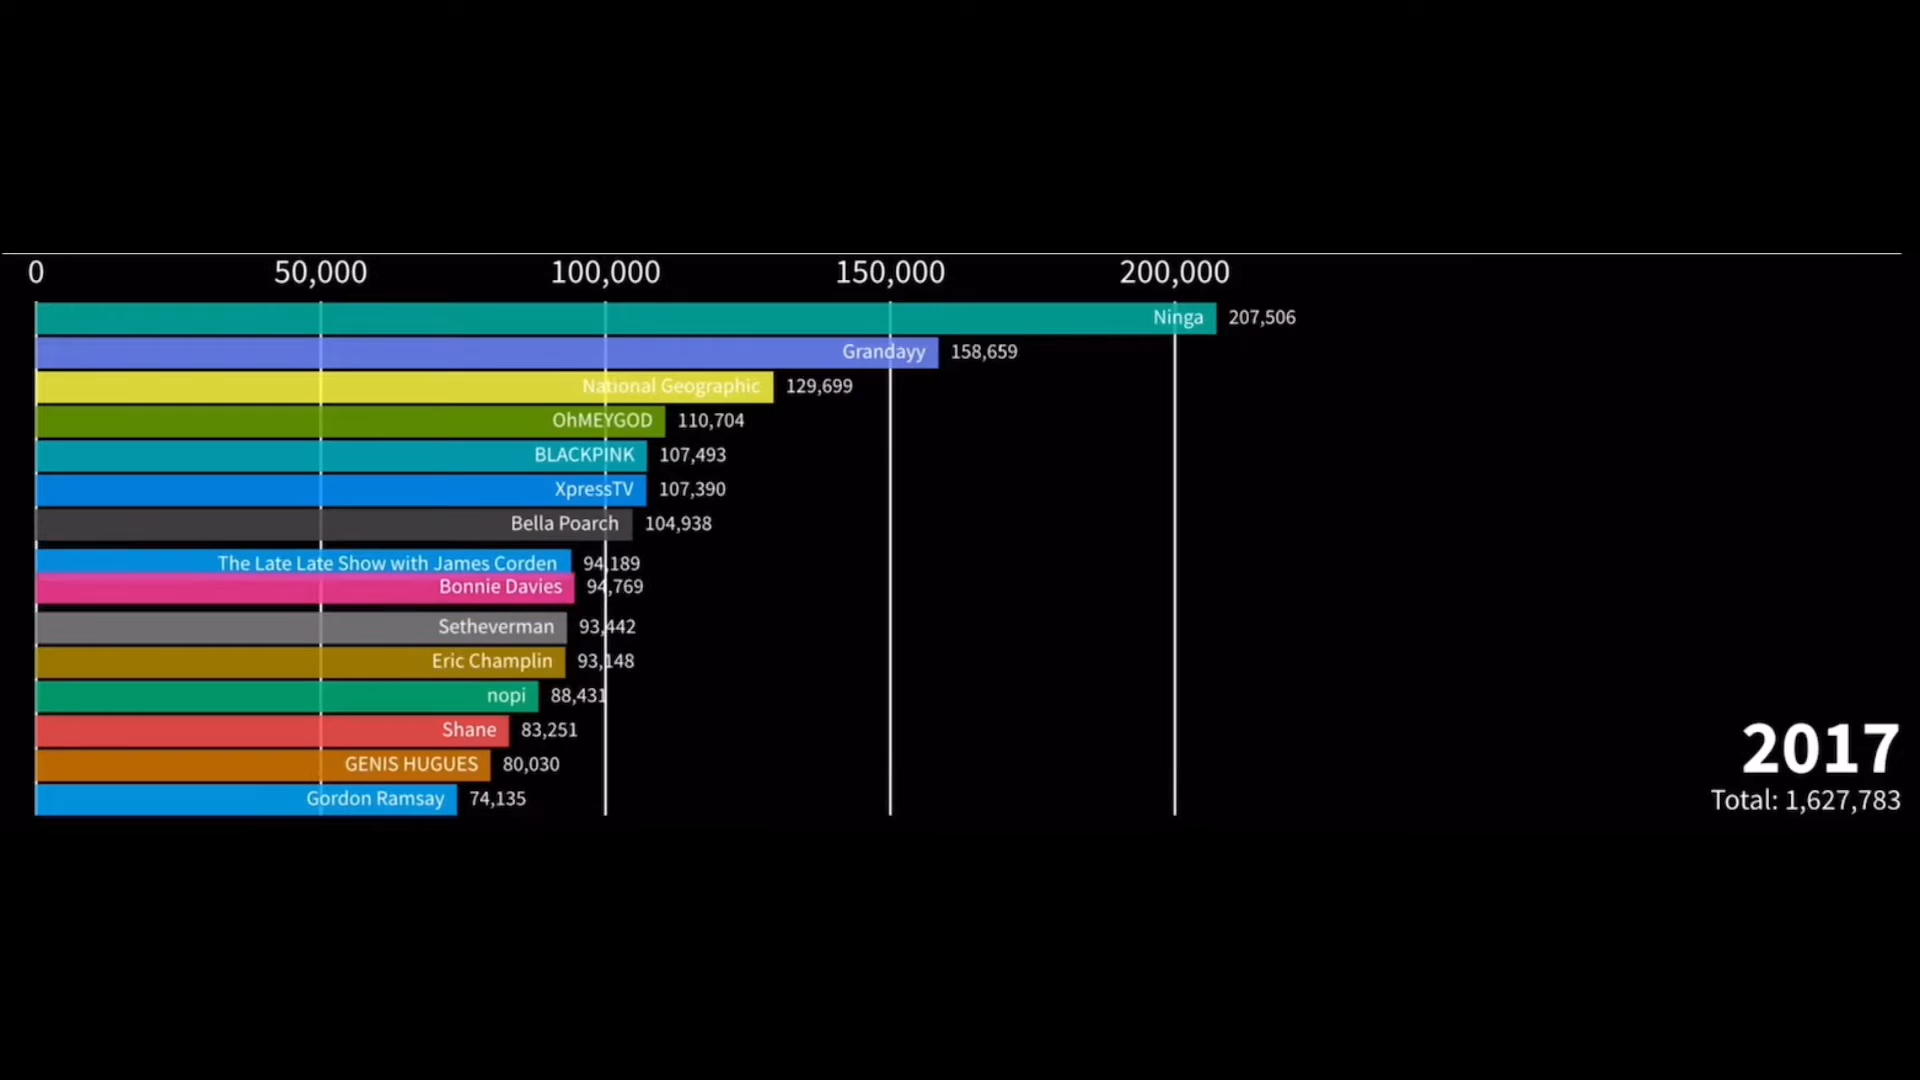 0 50,000 100,000 150,000 200,000
Ninga 207,506
Grandayy 158,659
National Geographic 129,699
OhMEYGOD 110,704
BLACKPINK 107,493
XpressTV 107,390
Bella Poarch 104,938
The Late Late Show with James Corden 94,189
Bonnie Davies 94,769
Setheverman 93,442
Eric Champlin 93,148
nopi 88,431
Shane 83,251
GENIS HUGUES 80,030
Gordon Ramsay 74,135
2017
Total: 1,627,783